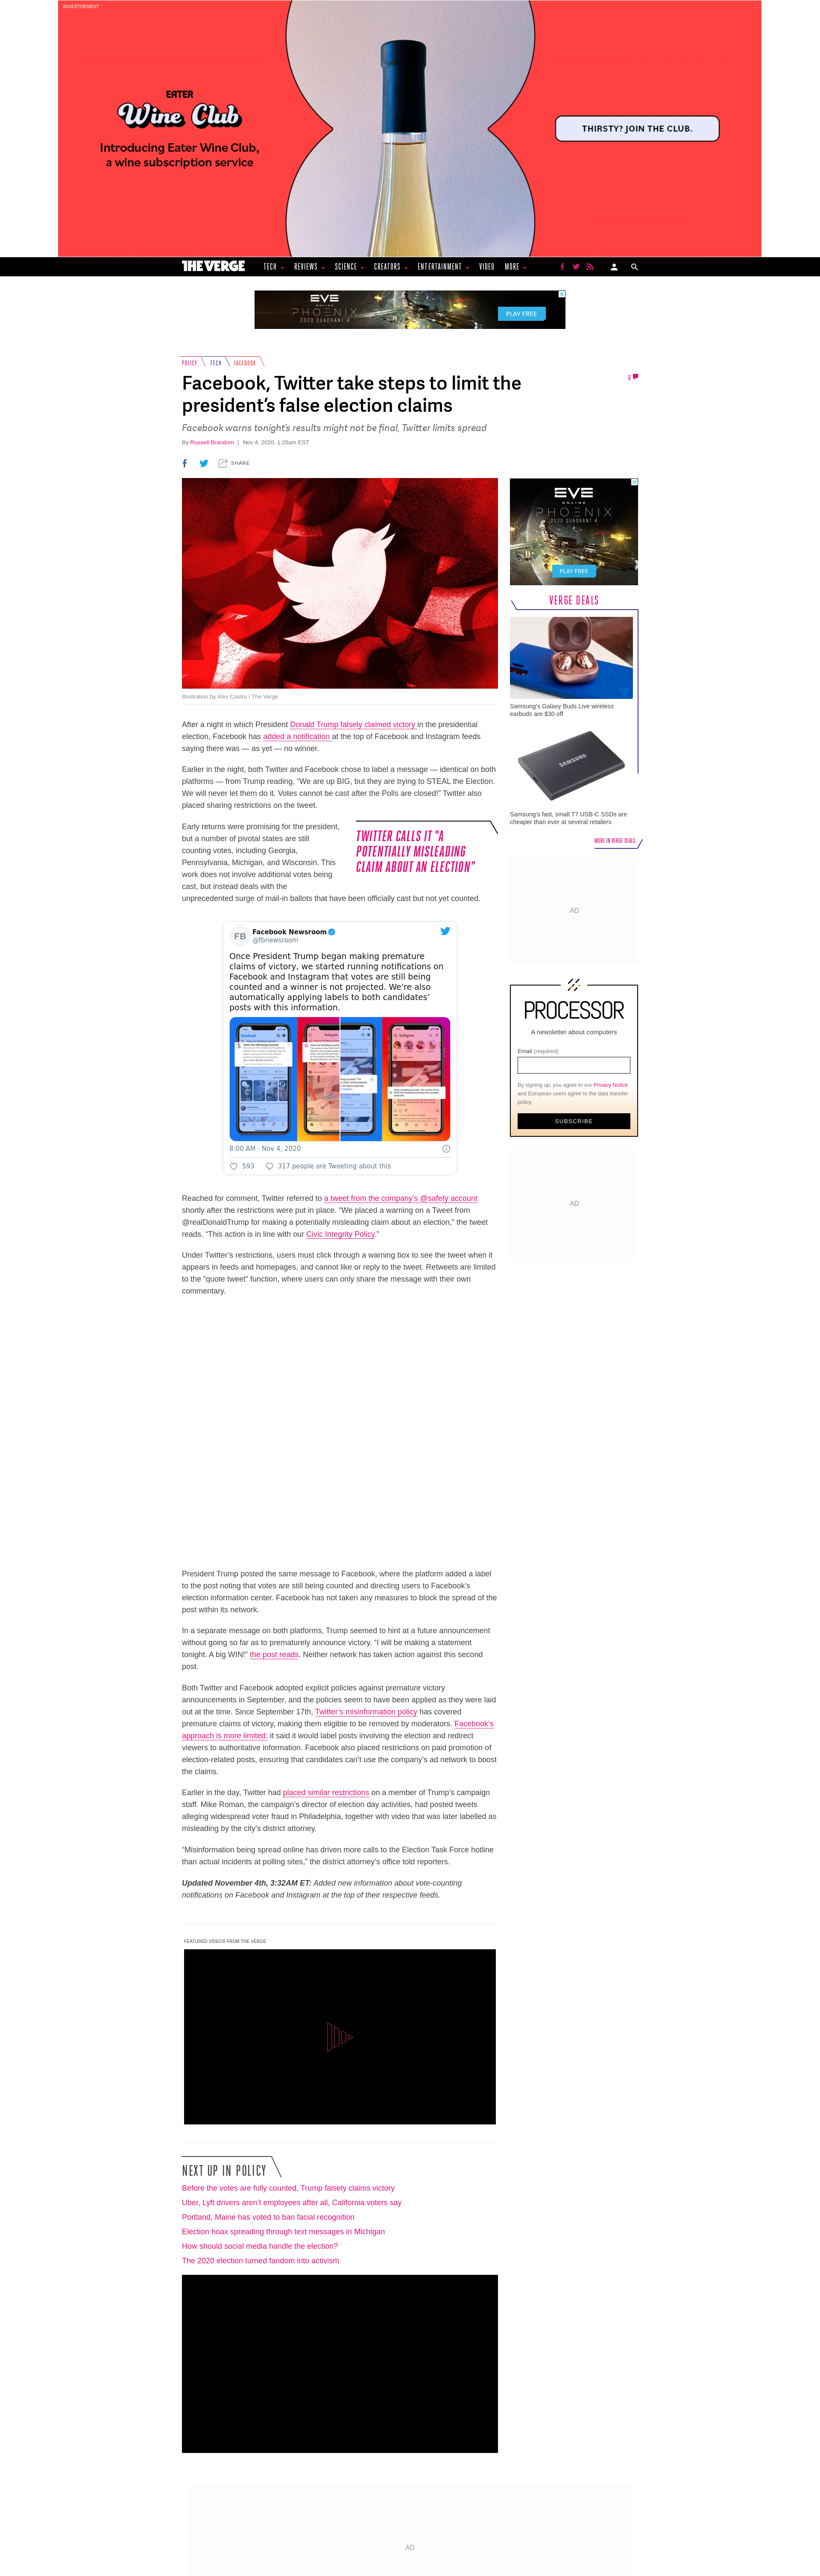 ADVERTISEMENT
EATER
Wine Club
Introducing Eater Wine Club,
a wine subscription service
THIRSTY? JOIN THE CLUB.
THE VERGE
TECH
REVIEWS
SCIENCE
CREATORS
ENTERTAINMENT
VIDEO
MORE
EVE
ONLINE
PHOENIX
2020 QUADRANT 4
PLAY FREE
POLICY
TECH
FACEBOOK
Facebook, Twitter take steps to limit the
president’s false election claims
6
Facebook warns tonight’s results might not be final, Twitter limits spread
By Russell Brandom | Nov 4, 2020, 1:25am EST
SHARE
Illustration by Alex Castro / The Verge
After a night in which President Donald Trump falsely claimed victory in the presidential
election, Facebook has added a notification at the top of Facebook and Instagram feeds
saying there was — as yet — no winner.
Earlier in the night, both Twitter and Facebook chose to label a message — identical on both
platforms — from Trump reading, “We are up BIG, but they are trying to STEAL the Election.
We will never let them do it. Votes cannot be cast after the Polls are closed!” Twitter also
placed sharing restrictions on the tweet.
Early returns were promising for the president,
but a number of pivotal states are still
counting votes, including Georgia,
Pennsylvania, Michigan, and Wisconsin. This
work does not involve additional votes being
cast, but instead deals with the
unprecedented surge of mail-in ballots that have been officially cast but not yet counted.
TWITTER CALLS IT "A
POTENTIALLY MISLEADING
CLAIM ABOUT AN ELECTION"
FB
Facebook Newsroom
@fbnewsroom
Once President Trump began making premature
claims of victory, we started running notifications on
Facebook and Instagram that votes are still being
counted and a winner is not projected. We're also
automatically applying labels to both candidates’
posts with this information.
8:00 AM · Nov 4, 2020
593
317 people are Tweeting about this
Reached for comment, Twitter referred to a tweet from the company’s @safety account
shortly after the restrictions were put in place. “We placed a warning on a Tweet from
@realDonaldTrump for making a potentially misleading claim about an election,” the tweet
reads. “This action is in line with our Civic Integrity Policy.”
Under Twitter’s restrictions, users must click through a warning box to see the tweet when it
appears in feeds and homepages, and cannot like or reply to the tweet. Retweets are limited
to the “quote tweet” function, where users can only share the message with their own
commentary.
President Trump posted the same message to Facebook, where the platform added a label
to the post noting that votes are still being counted and directing users to Facebook’s
election information center. Facebook has not taken any measures to block the spread of the
post within its network.
In a separate message on both platforms, Trump seemed to hint at a future announcement
without going so far as to prematurely announce victory. “I will be making a statement
tonight. A big WIN!” the post reads. Neither network has taken action against this second
post.
Both Twitter and Facebook adopted explicit policies against premature victory
announcements in September, and the policies seem to have been applied as they were laid
out at the time. Since September 17th, Twitter’s misinformation policy has covered
premature claims of victory, making them eligible to be removed by moderators. Facebook’s
approach is more limited: it said it would label posts involving the election and redirect
viewers to authoritative information. Facebook also placed restrictions on paid promotion of
election-related posts, ensuring that candidates can’t use the company’s ad network to boost
the claims.
Earlier in the day, Twitter had placed similar restrictions on a member of Trump’s campaign
staff. Mike Roman, the campaign’s director of election day activities, had posted tweets
alleging widespread voter fraud in Philadelphia, together with video that was later labelled as
misleading by the city’s district attorney.
“Misinformation being spread online has driven more calls to the Election Task Force hotline
than actual incidents at polling sites,” the district attorney’s office told reporters.
Updated November 4th, 3:32AM ET: Added new information about vote-counting
notifications on Facebook and Instagram at the top of their respective feeds.
EVE
ONLINE
PHOENIX
2020 QUADRANT 4
PLAY FREE
VERGE DEALS
Samsung’s Galaxy Buds Live wireless
earbuds are $30 off
SAMSUNG
Samsung’s fast, small T7 USB-C SSDs are
cheaper than ever at several retailers
MORE IN VERGE DEALS
AD
PROCESSOR
A newsletter about computers
Email (required)
By signing up, you agree to our Privacy Notice
and European users agree to the data transfer
policy.
SUBSCRIBE
AD
FEATURED VIDEOS FROM THE VERGE
NEXT UP IN POLICY
Before the votes are fully counted, Trump falsely claims victory
Uber, Lyft drivers aren’t employees after all, California voters say
Portland, Maine has voted to ban facial recognition
Election hoax spreading through text messages in Michigan
How should social media handle the election?
The 2020 election turned fandom into activism
AD